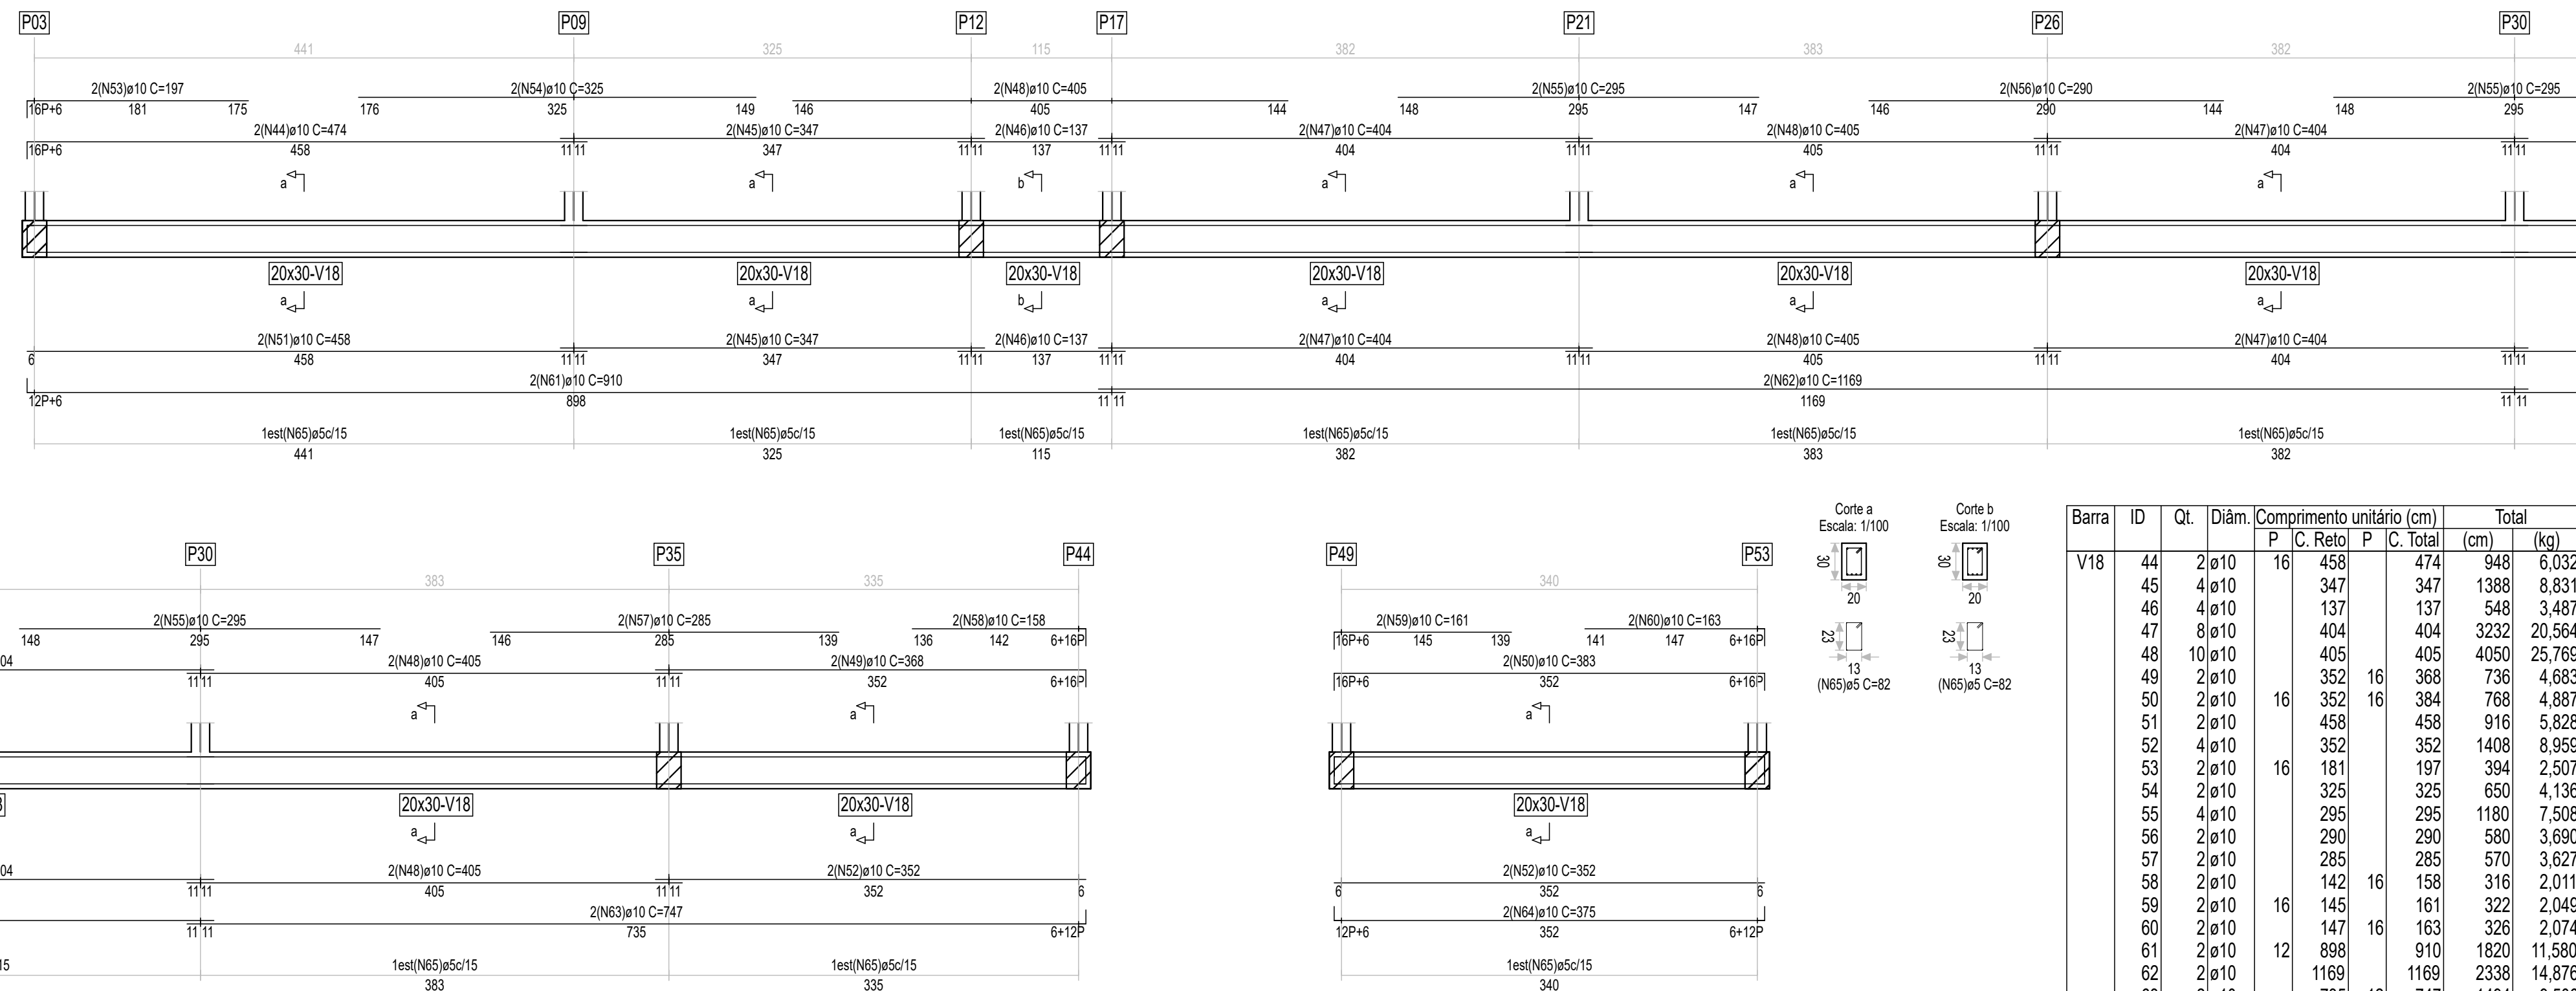 P03 P09 P12 P17 P21 P26 P30
441 325 115 382 383 382
2(N53)ø10 C=197 2(N54)ø10 C=325 2(N48)ø10 C=405 2(N55)ø10 C=295 2(N56)ø10 C=290 2(N55)ø10 C=295
16P+6 181 175 176 325 149 146 405 144 148 295 147 146 290 144 148 295
2(N44)ø10 C=474 2(N45)ø10 C=347 2(N46)ø10 C=137 2(N47)ø10 C=404 2(N48)ø10 C=405 2(N47)ø10 C=404
16P+6 458 11 11 347 11 11 137 11 11 404 11 11 405 11 11 404 11 11
a a b a a a
20x30-V18 20x30-V18 20x30-V18 20x30-V18 20x30-V18 20x30-V18
a a b a a a
2(N51)ø10 C=458 2(N45)ø10 C=347 2(N46)ø10 C=137 2(N47)ø10 C=404 2(N48)ø10 C=405 2(N47)ø10 C=404
6 458 11 11 347 11 11 137 11 11 404 11 11 405 11 11 404 11 11
2(N61)ø10 C=910 2(N62)ø10 C=1169
12P+6 898 11 11 1169 11 11
1est(N65)ø5c/15 1est(N65)ø5c/15 1est(N65)ø5c/15 1est(N65)ø5c/15 1est(N65)ø5c/15 1est(N65)ø5c/15
441 325 115 382 383 382
P30 P35 P44
383 335
2(N55)ø10 C=295 2(N57)ø10 C=285 2(N58)ø10 C=158
148 295 147 146 285 139 136 142 6+16P
04 2(N48)ø10 C=405 2(N49)ø10 C=368
11 11 405 11 11 352 6+16P
a a
20x30-V18 20x30-V18
a a
04 2(N48)ø10 C=405 2(N52)ø10 C=352
11 11 405 11 11 352 6
2(N63)ø10 C=747
11 11 735 6+12P
15 1est(N65)ø5c/15 1est(N65)ø5c/15
383 335
P49 P53
340
2(N59)ø10 C=161 2(N60)ø10 C=163
16P+6 145 139 141 147 6+16P
2(N50)ø10 C=383
16P+6 352 6+16P
a
20x30-V18
a
2(N52)ø10 C=352
6 352 6
2(N64)ø10 C=375
12P+6 352 6+12P
1est(N65)ø5c/15
340
Corte a
Escala: 1/100
30
20
23
13
(N65)ø5 C=82
Corte b
Escala: 1/100
30
20
23
13
(N65)ø5 C=82
Barra ID Qt. Diâm. Comprimento unitário (cm) Total
P C. Reto P C. Total (cm) (kg)
V18 44 2 ø10 16 458 474 948 6,032
45 4 ø10 347 347 1388 8,831
46 4 ø10 137 137 548 3,487
47 8 ø10 404 404 3232 20,564
48 10 ø10 405 405 4050 25,769
49 2 ø10 352 16 368 736 4,683
50 2 ø10 16 352 16 384 768 4,887
51 2 ø10 458 458 916 5,828
52 4 ø10 352 352 1408 8,959
53 2 ø10 16 181 197 394 2,507
54 2 ø10 325 325 650 4,136
55 4 ø10 295 295 1180 7,508
56 2 ø10 290 290 580 3,690
57 2 ø10 285 285 570 3,627
58 2 ø10 142 16 158 316 2,011
59 2 ø10 16 145 161 322 2,049
60 2 ø10 147 16 163 326 2,074
61 2 ø10 12 898 910 1820 11,580
62 2 ø10 1169 1169 2338 14,876